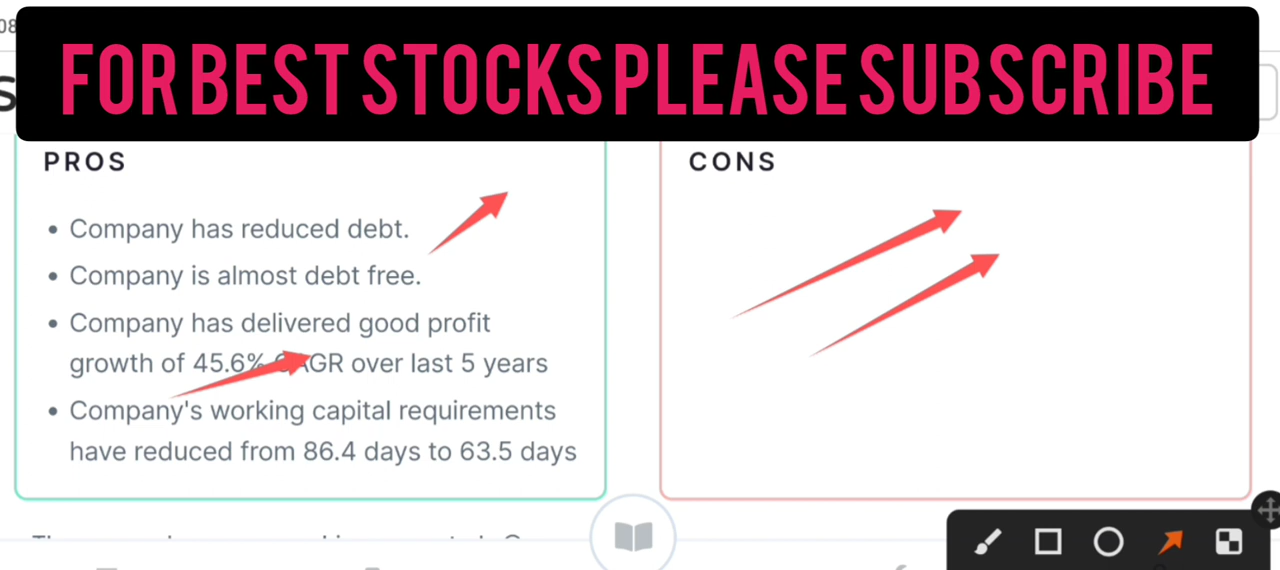 08
S
FOR BEST STOCKS PLEASE SUBSCRIBE
PROS
• Company has reduced debt.
• Company is almost debt free.
• Company has delivered good profit
growth of 45.6% CAGR over last 5 years
• Company's working capital requirements
have reduced from 86.4 days to 63.5 days
CONS